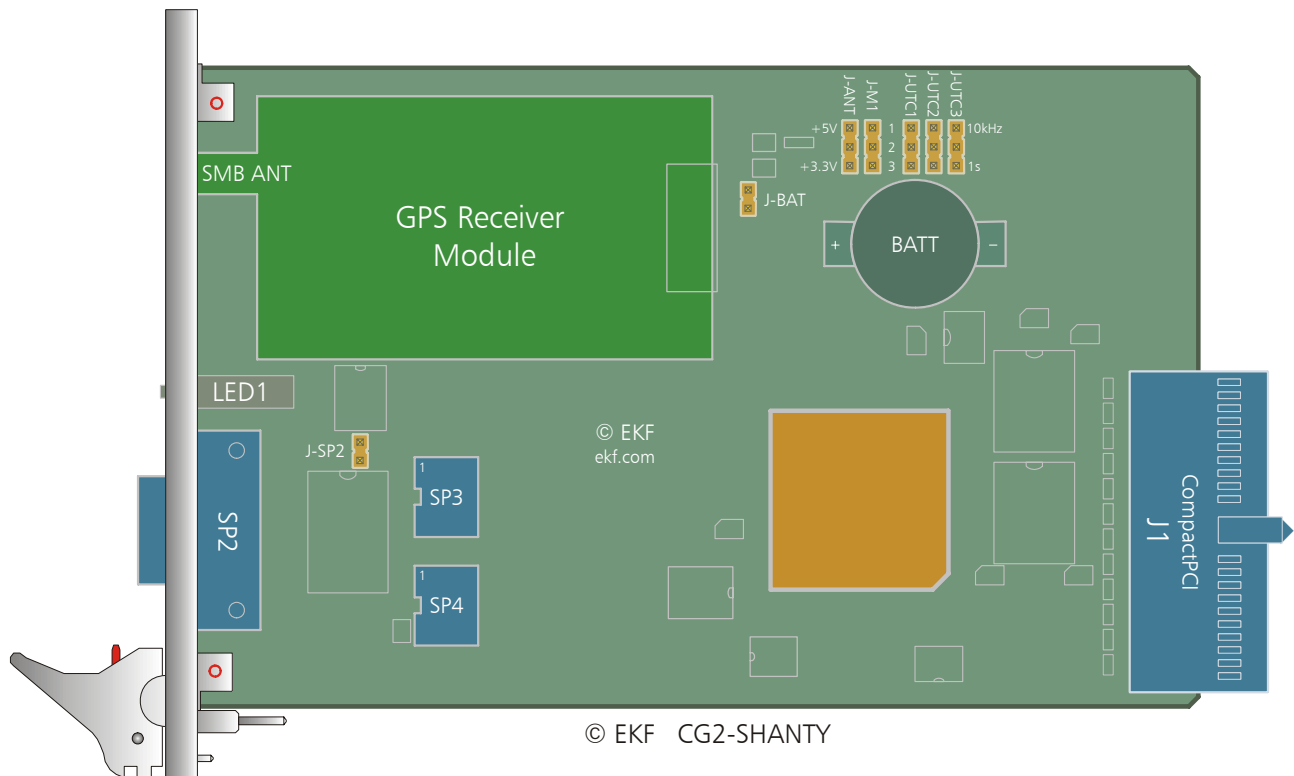 J-ANT
J-M1
J-UTC1
J-UTC2
J-UTC3
+5V
1
10kHz
2
+3.3V
3
1s
SMB ANT
J-BAT
GPS Receiver
Module
+
BATT
−
LED1
© EKF
ekf.com
J-SP2
1
SP3
SP2
CompactPCI
J1
1
SP4
© EKF CG2-SHANTY